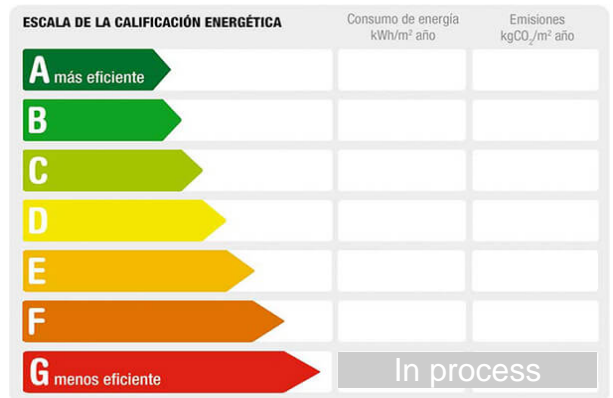 ESCALA DE LA CALIFICACIÓN ENERGÉTICA
Consumo de energía
kWh/m² año
Emisiones
kgCO₂/m² año
A más eficiente
B
C
D
E
F
G menos eficiente
In process